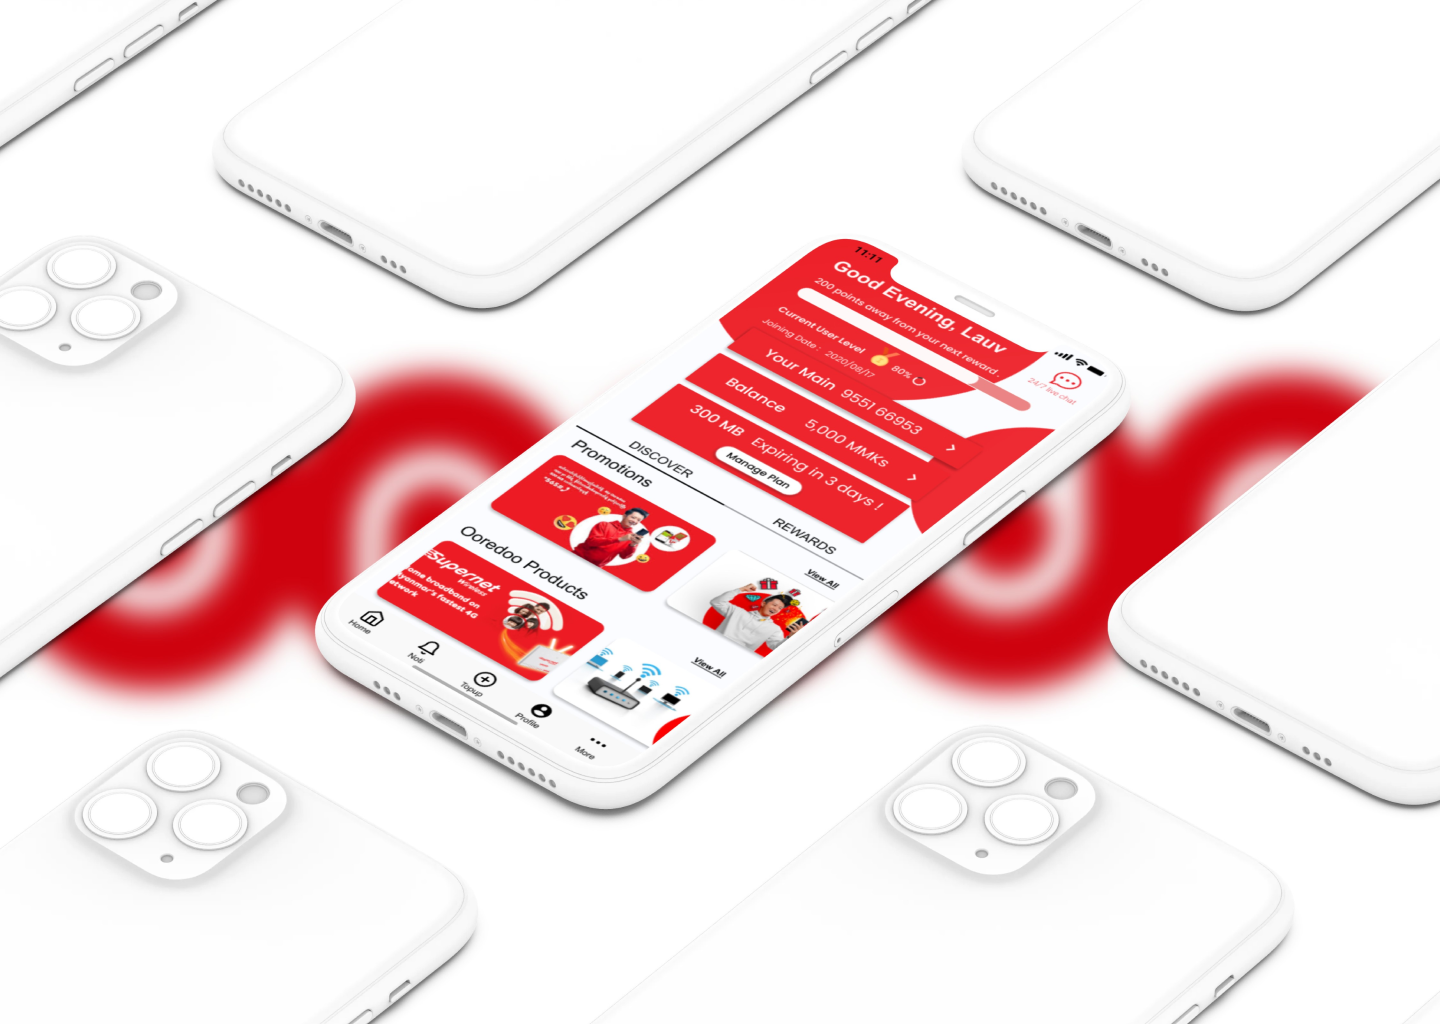 11:11
Good Evening, Lauv
200 points away from your next reward .
24/7 live chat
Current User Level
80%
Joining Date : 2020/08/17
Your Main 9551 66953
Balance 5,000 MMKs
300 MB Expiring in 3 days !
Manage Plan
DISCOVER
REWARDS
Promotions
View All
Ooredoo Products
View All
Supernet
Wireless
ome broadband on
yanmar's fastest 4G
etwork
Home
Noti
Topup
Profile
More